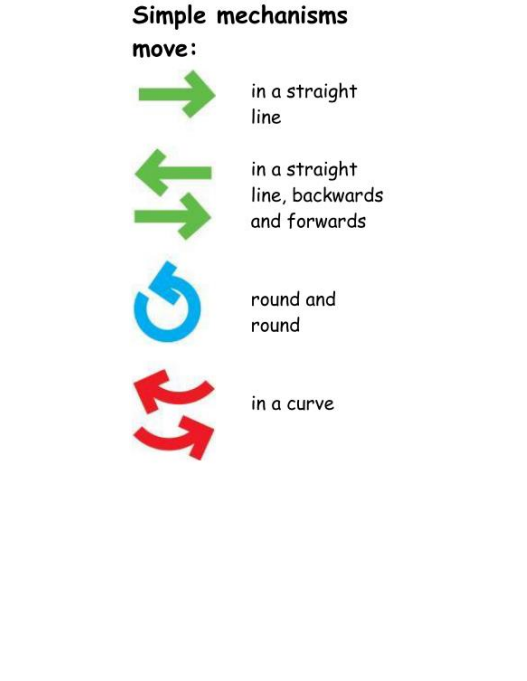 Simple mechanisms
move:
in a straight
line
in a straight
line, backwards
and forwards
round and
round
in a curve